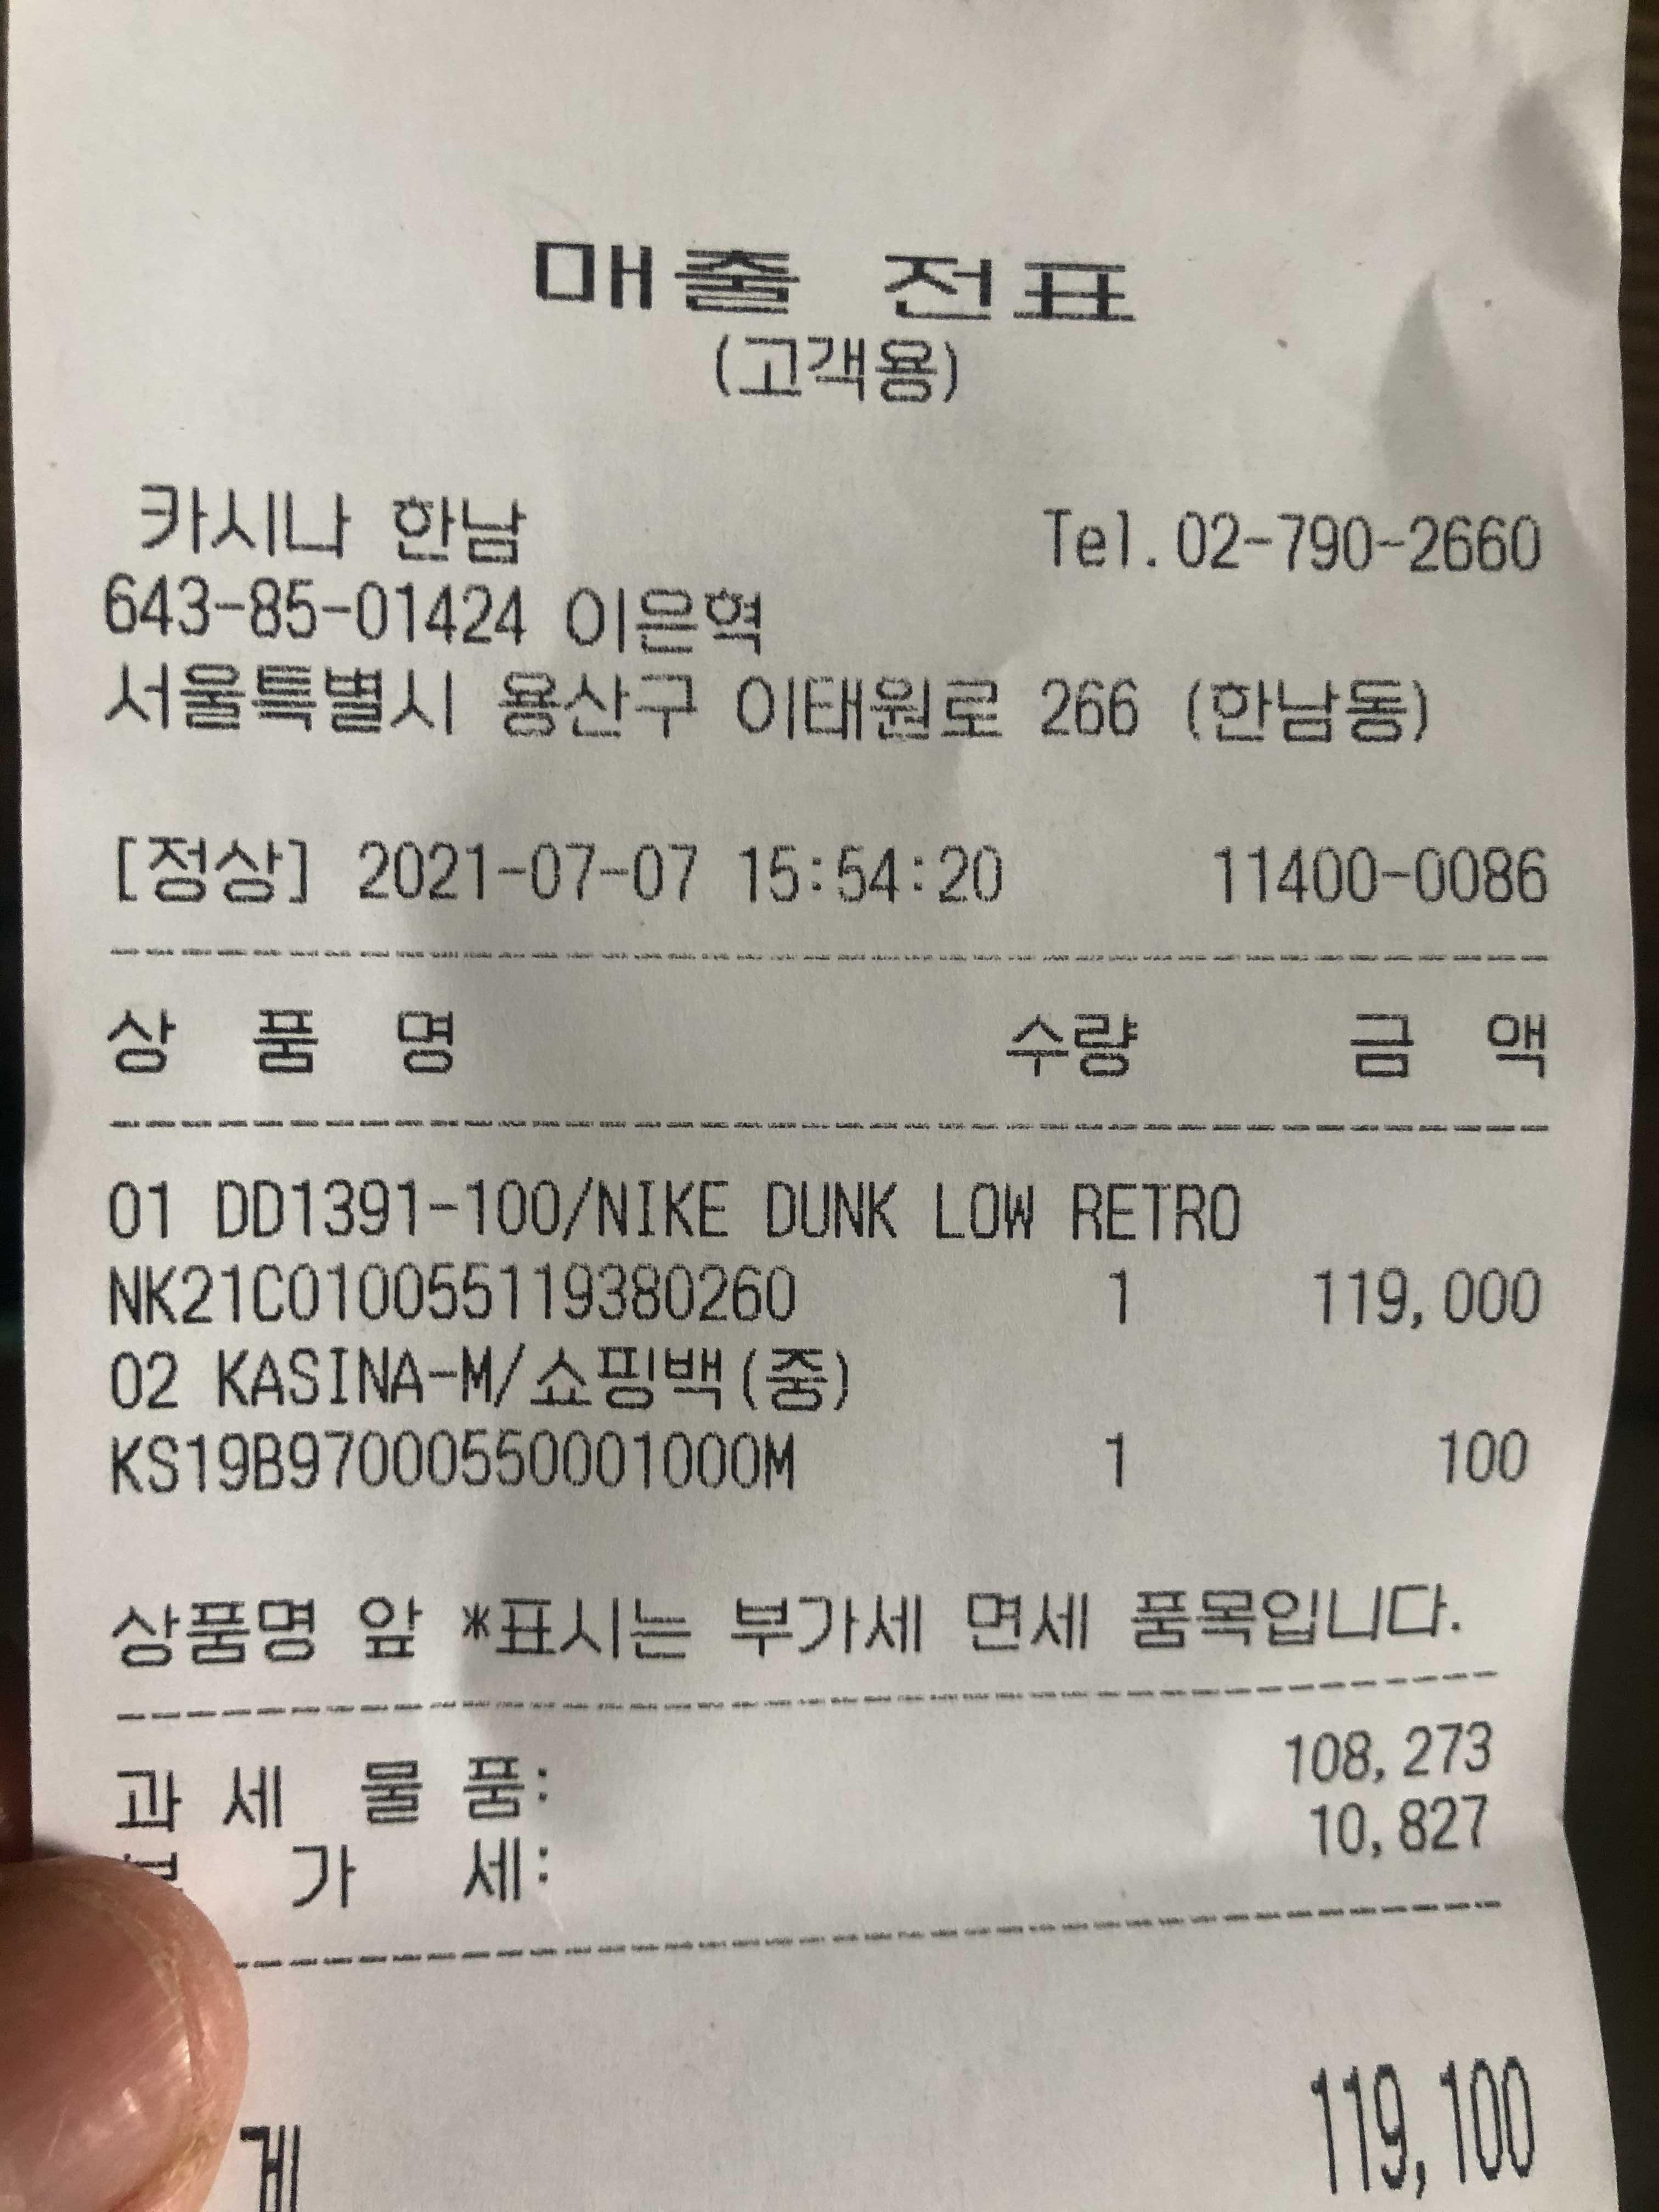 매출 전표
(고객용)
카시나 한남 Tel.02-790-2660
643-85-01424 이은혁
서울특별시 용산구 이태원로 266 (한남동)
[정상] 2021-07-07 15:54:20 11400-0086
상 품 명 수량 금 액
01 DD1391-100/NIKE DUNK LOW RETRO
NK21C010055119380260 1 119,000
02 KASINA-M/쇼핑백(중)
KS19B97000550001000M 1 100
상품명 앞 *표시는 부가세 면세 품목입니다.
과 세 물 품: 108,273
부 가 세: 10,827
계 119,100